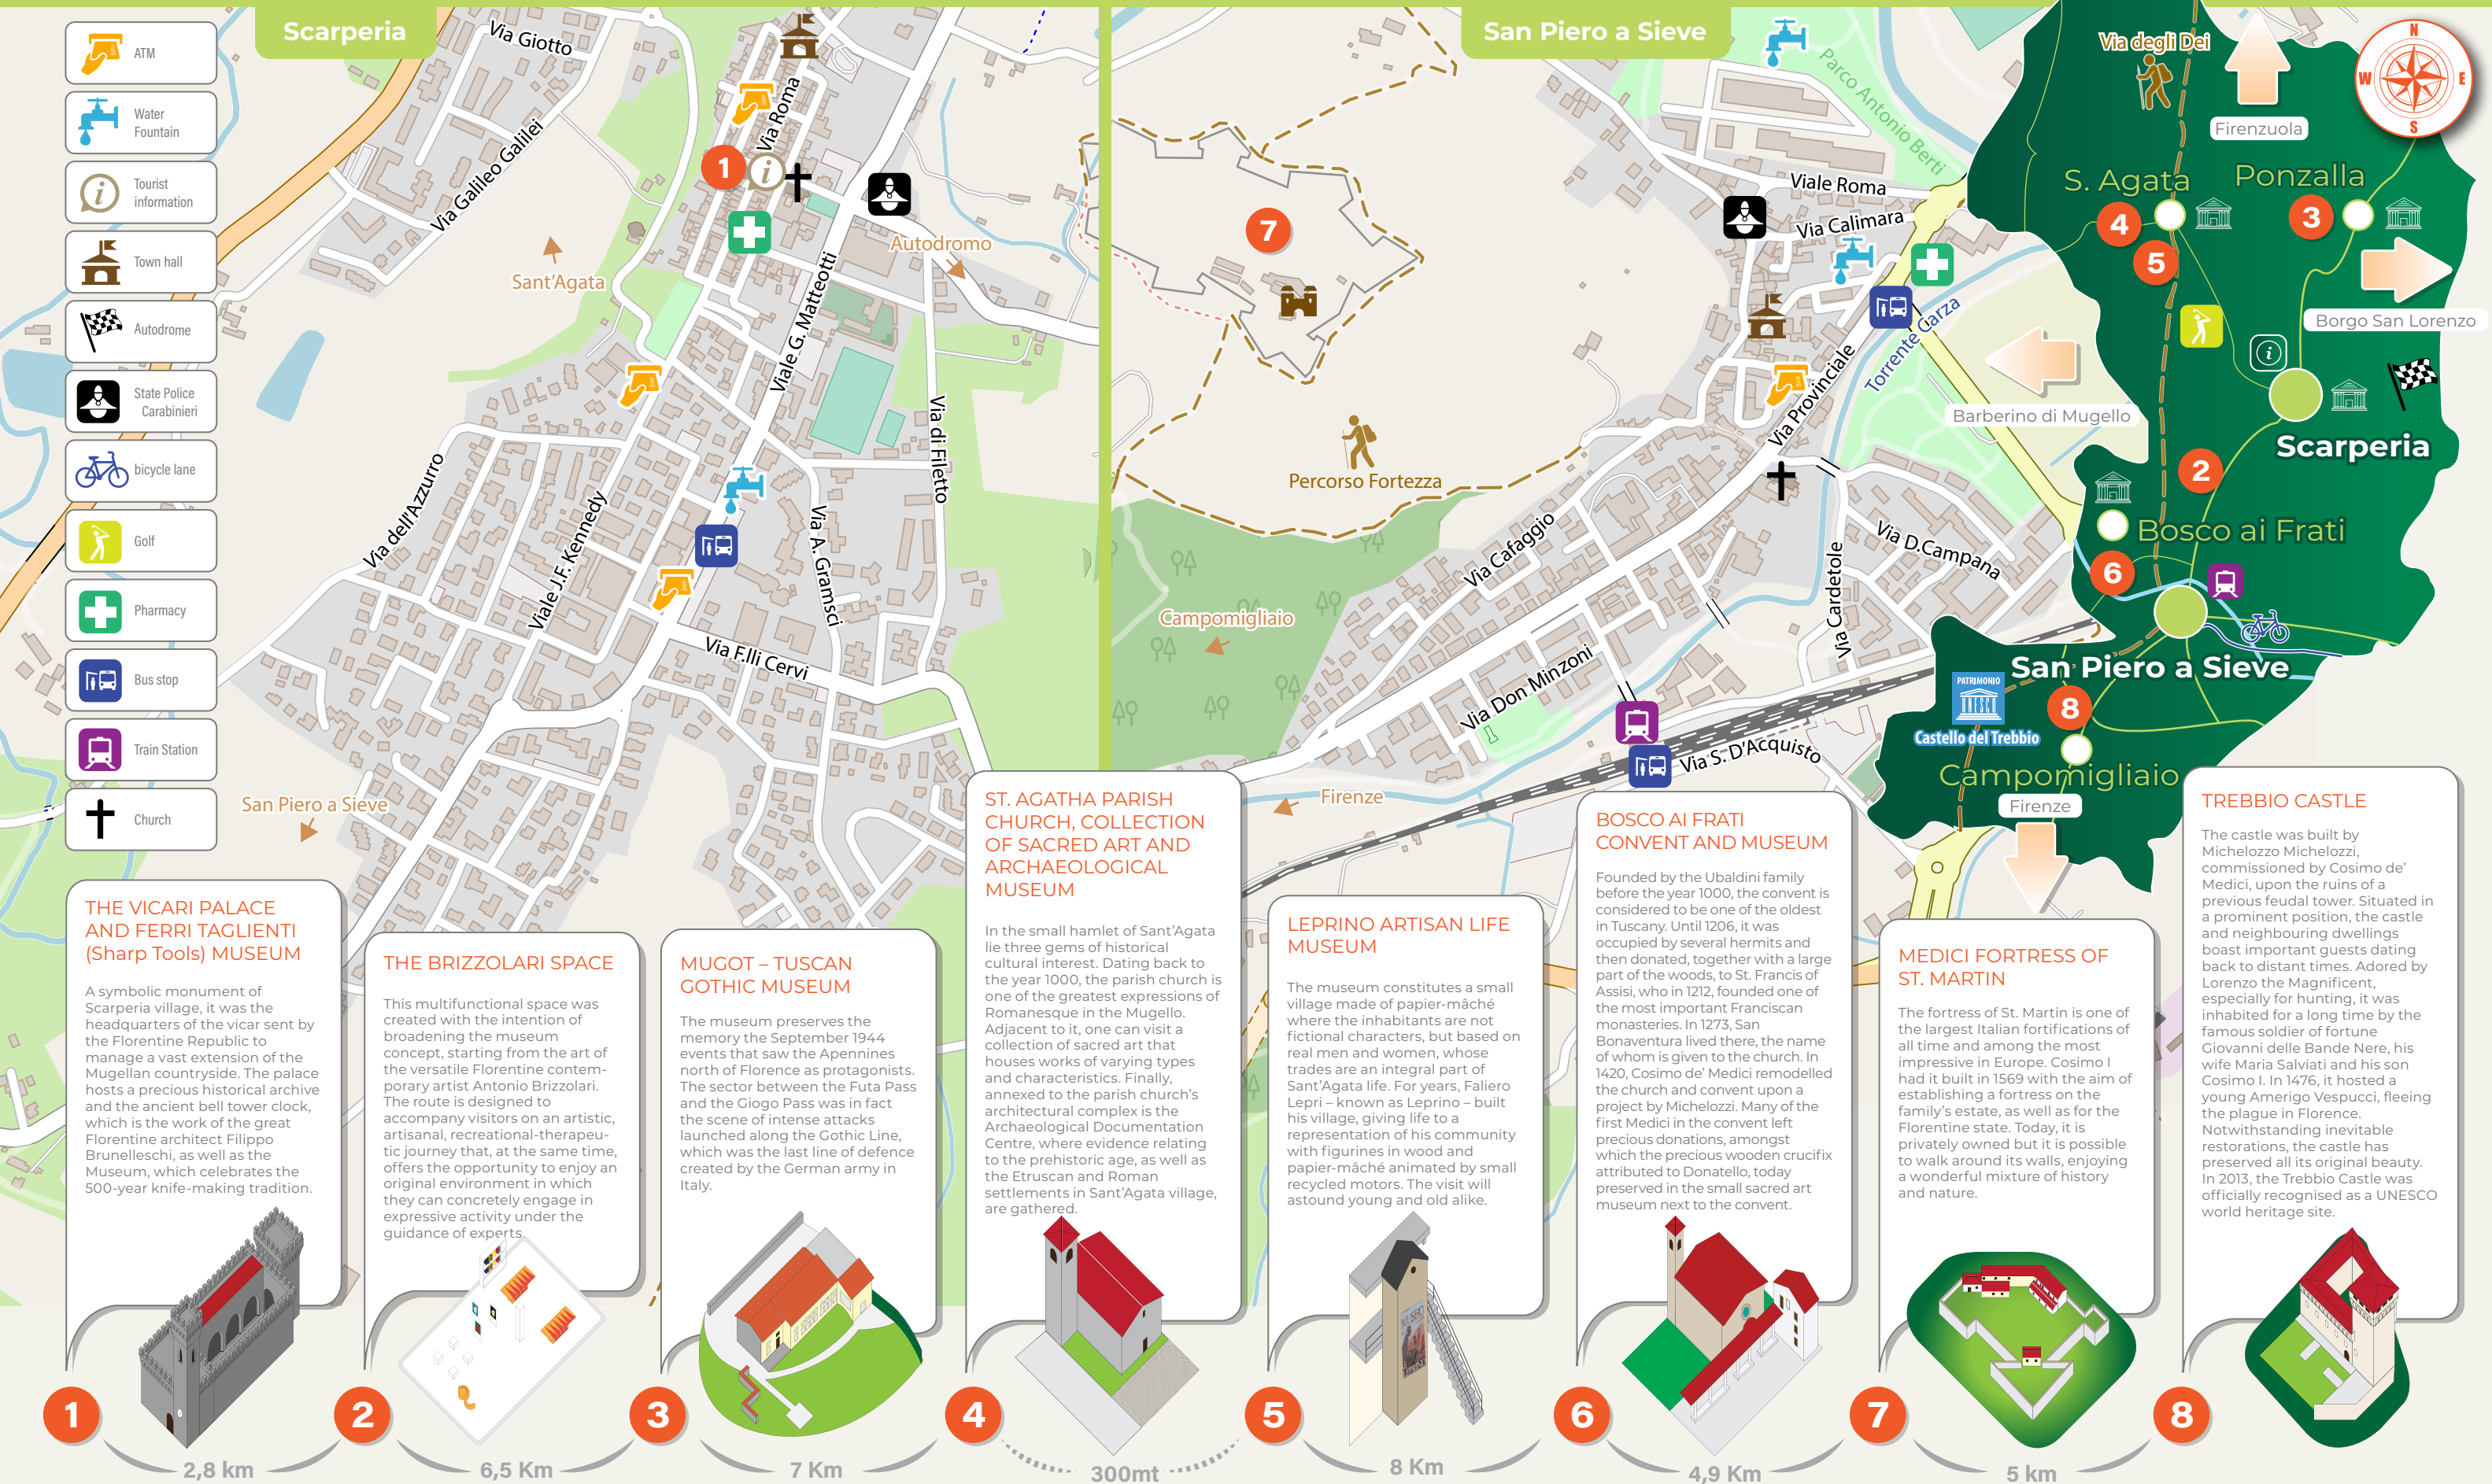 Scarperia
San Piero a Sieve
ATM
Water
Fountain
Tourist
information
Town hall
Autodrome
State Police
Carabinieri
bicycle lane
Golf
Pharmacy
Bus stop
Train Station
Church
Via Giotto
Via Galileo Galilei
Via Roma
1
Sant'Agata
Autodromo
Viale G. Matteotti
Via di Filetto
Via dell'Azzurro
Viale J.F. Kennedy
Via A. Gramsci
Via F.lli Cervi
San Piero a Sieve
Parco Antonio Berti
Viale Roma
Via Calimara
7
Torrente Carza
Via Provinciale
Percorso Fortezza
Via Cafaggio
Via D.Campana
Via Cardetole
Campomigliaio
Via Don Minzoni
Via S. D'Acquisto
Firenze
Via degli Dei
N
W
E
S
Firenzuola
S. Agata
Ponzalla
4
3
5
Borgo San Lorenzo
Barberino di Mugello
Scarperia
2
Bosco ai Frati
6
San Piero a Sieve
PATRIMONIO
UNESCO
Castello del Trebbio
8
Campomigliaio
Firenze
THE VICARI PALACE
AND FERRI TAGLIENTI
(Sharp Tools) MUSEUM
A symbolic monument of
Scarperia village, it was the
headquarters of the vicar sent by
the Florentine Republic to
manage a vast extension of the
Mugellan countryside. The palace
hosts a precious historical archive
and the ancient bell tower clock,
which is the work of the great
Florentine architect Filippo
Brunelleschi, as well as the
Museum, which celebrates the
500-year knife-making tradition.
THE BRIZZOLARI SPACE
This multifunctional space was
created with the intention of
broadening the museum
concept, starting from the art of
the versatile Florentine contem-
porary artist Antonio Brizzolari.
The route is designed to
accompany visitors on an artistic,
artisanal, recreational-therapeu-
tic journey that, at the same time,
offers the opportunity to enjoy an
original environment in which
they can concretely engage in
expressive activity under the
guidance of experts.
MUGOT – TUSCAN
GOTHIC MUSEUM
The museum preserves the
memory the September 1944
events that saw the Apennines
north of Florence as protagonists.
The sector between the Futa Pass
and the Giogo Pass was in fact
the scene of intense attacks
launched along the Gothic Line,
which was the last line of defence
created by the German army in
Italy.
ST. AGATHA PARISH
CHURCH, COLLECTION
OF SACRED ART AND
ARCHAEOLOGICAL
MUSEUM
In the small hamlet of Sant'Agata
lie three gems of historical
cultural interest. Dating back to
the year 1000, the parish church is
one of the greatest expressions of
Romanesque in the Mugello.
Adjacent to it, one can visit a
collection of sacred art that
houses works of varying types
and characteristics. Finally,
annexed to the parish church's
architectural complex is the
Archaeological Documentation
Centre, where evidence relating
to the prehistoric age, as well as
the Etruscan and Roman
settlements in Sant'Agata village,
are gathered.
LEPRINO ARTISAN LIFE
MUSEUM
The museum constitutes a small
village made of papier-mâché
where the inhabitants are not
fictional characters, but based on
real men and women, whose
trades are an integral part of
Sant'Agata life. For years, Faliero
Lepri – known as Leprino – built
his village, giving life to a
representation of his community
with figurines in wood and
papier-mâché animated by small
recycled motors. The visit will
astound young and old alike.
MUSEO
BOSCO AI FRATI
CONVENT AND MUSEUM
Founded by the Ubaldini family
before the year 1000, the convent is
considered to be one of the oldest
in Tuscany. Until 1206, it was
occupied by several hermits and
then donated, together with a large
part of the woods, to St. Francis of
Assisi, who in 1212, founded one of
the most important Franciscan
monasteries. In 1273, San
Bonaventura lived there, the name
of whom is given to the church. In
1420, Cosimo de' Medici remodelled
the church and convent upon a
project by Michelozzi. Many of the
first Medici in the convent left
precious donations, amongst
which the precious wooden crucifix
attributed to Donatello, today
preserved in the small sacred art
museum next to the convent.
MEDICI FORTRESS OF
ST. MARTIN
The fortress of St. Martin is one of
the largest Italian fortifications of
all time and among the most
impressive in Europe. Cosimo I
had it built in 1569 with the aim of
establishing a fortress on the
family's estate, as well as for the
Florentine state. Today, it is
privately owned but it is possible
to walk around its walls, enjoying
a wonderful mixture of history
and nature.
TREBBIO CASTLE
The castle was built by
Michelozzo Michelozzi,
commissioned by Cosimo de'
Medici, upon the ruins of a
previous feudal tower. Situated in
a prominent position, the castle
and neighbouring dwellings
boast important guests dating
back to distant times. Adored by
Lorenzo the Magnificent,
especially for hunting, it was
inhabited for a long time by the
famous soldier of fortune
Giovanni delle Bande Nere, his
wife Maria Salviati and his son
Cosimo I. In 1476, it hosted a
young Amerigo Vespucci, fleeing
the plague in Florence.
Notwithstanding inevitable
restorations, the castle has
preserved all its original beauty.
In 2013, the Trebbio Castle was
officially recognised as a UNESCO
world heritage site.
1
2
3
4
5
6
7
8
2,8 km
6,5 Km
7 Km
300mt
8 Km
4,9 Km
5 km